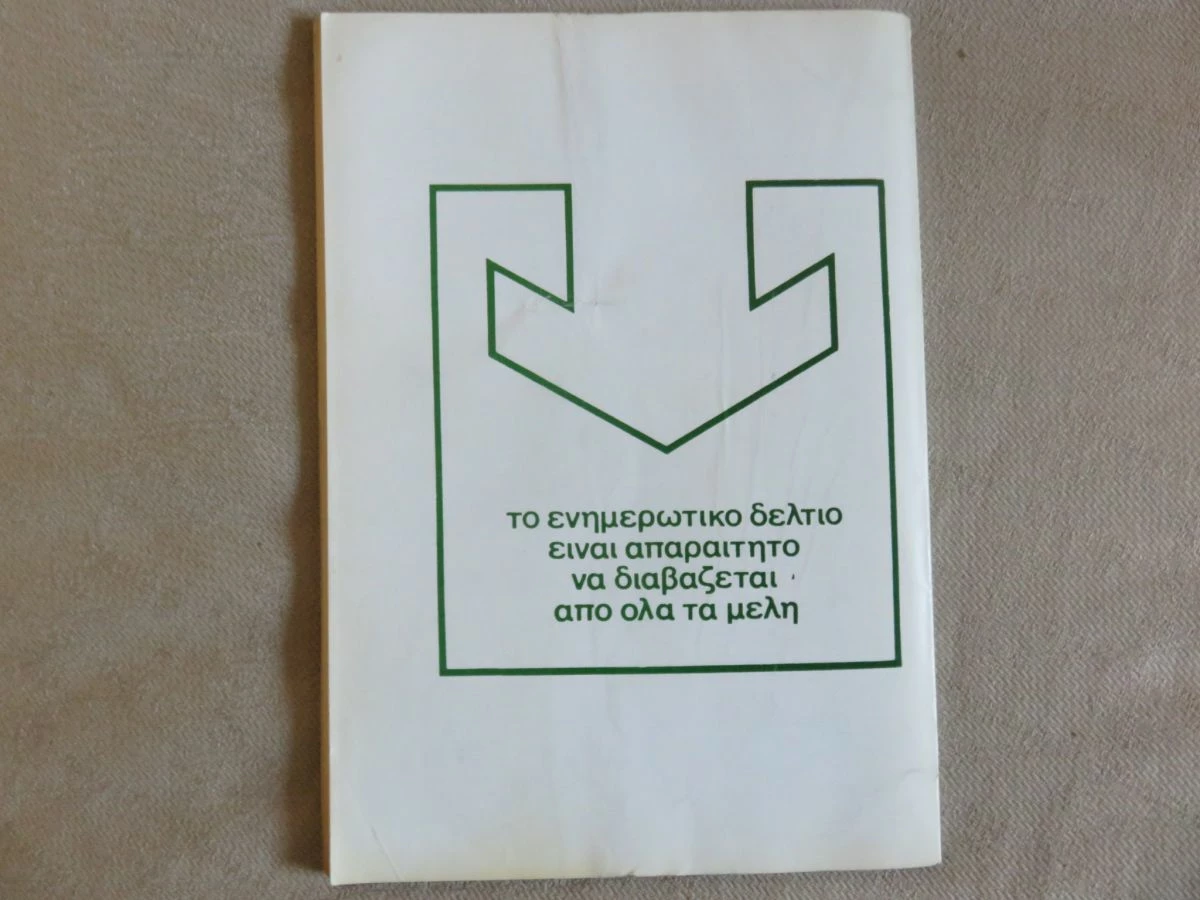 το ενημερωτικο δελτιο
ειναι απαραιτητο
να διαβαζεται
απο ολα τα μελη